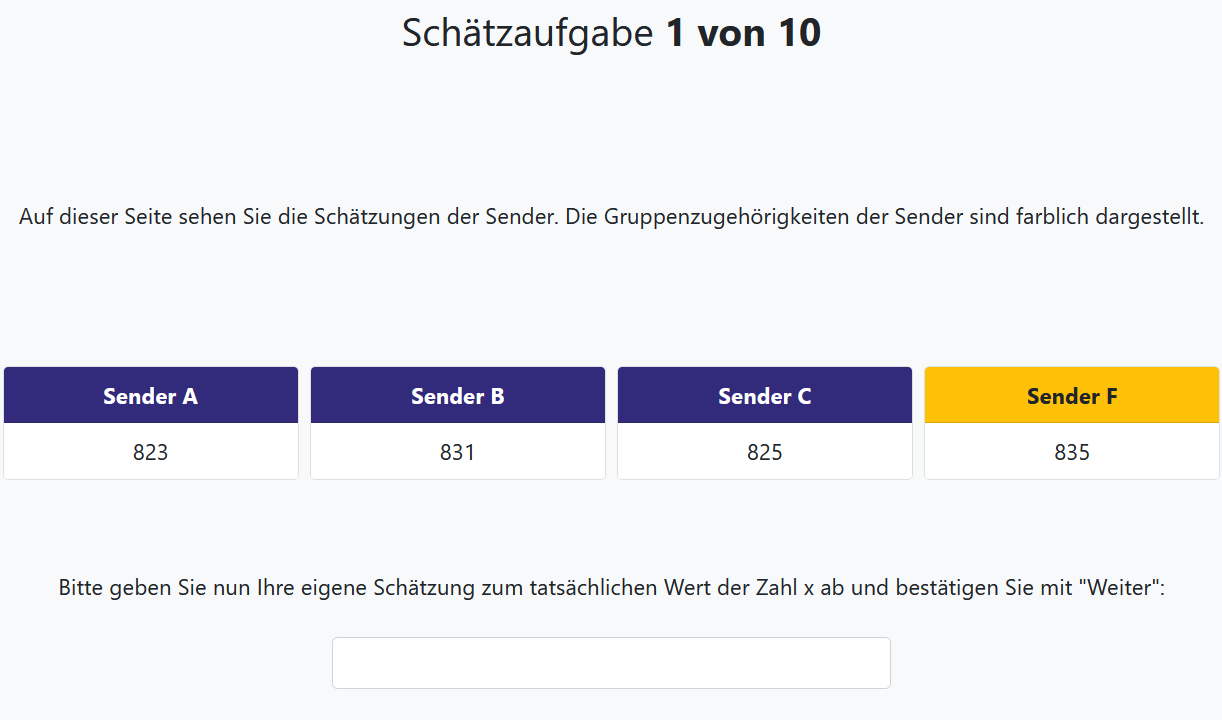 Schätzaufgabe 1 von 10
Auf dieser Seite sehen Sie die Schätzungen der Sender. Die Gruppenzugehörigkeiten der Sender sind farblich dargestellt.
Sender A Sender B Sender C Sender F
823 831 825 835
Bitte geben Sie nun Ihre eigene Schätzung zum tatsächlichen Wert der Zahl x ab und bestätigen Sie mit "Weiter":